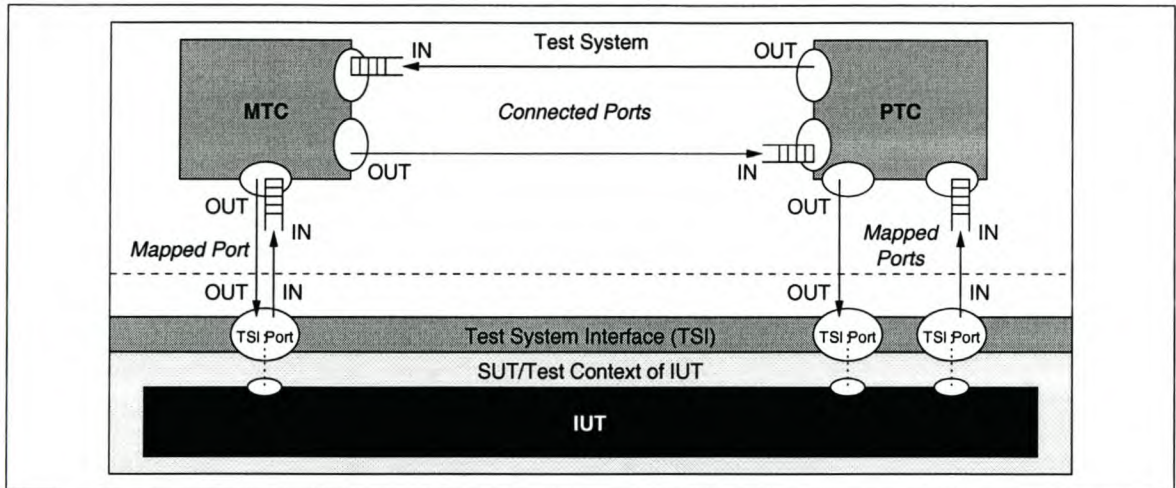 IN
Test System
OUT
MTC
Connected Ports
PTC
OUT
IN
OUT
IN
Mapped Port
OUT
IN
Mapped
Ports
OUT
IN
OUT
IN
TSI Port
Test System Interface (TSI)
TSI Port
TSI Port
SUT/Test Context of IUT
IUT